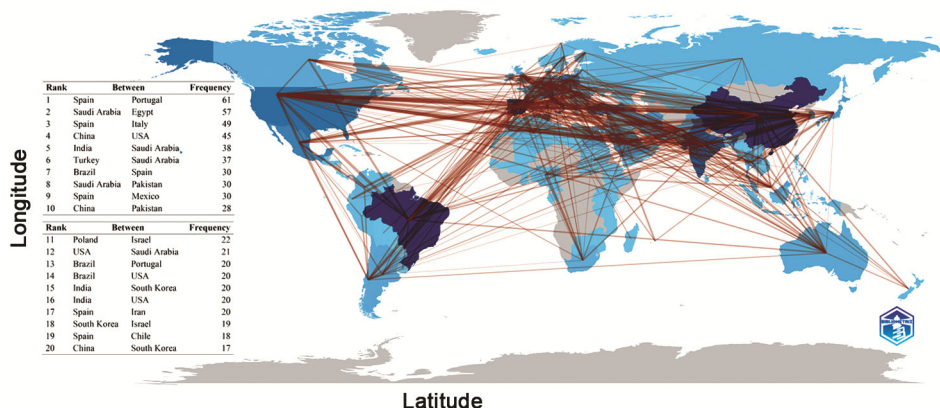 Rank Between Frequency
1 Spain Portugal 61
2 Saudi Arabia Egypt 57
3 Spain Italy 49
4 China USA 45
5 India Saudi Arabia 38
6 Turkey Saudi Arabia 37
7 Brazil Spain 30
8 Saudi Arabia Pakistan 30
9 Spain Mexico 30
10 China Pakistan 28
Rank Between Frequency
11 Poland Israel 22
12 USA Saudi Arabia 21
13 Brazil Portugal 20
14 Brazil USA 20
15 India South Korea 20
16 India USA 20
17 Spain Iran 20
18 South Korea Israel 19
19 Spain Chile 18
20 China South Korea 17
Longitude
BIBLIOMETRIX
Latitude